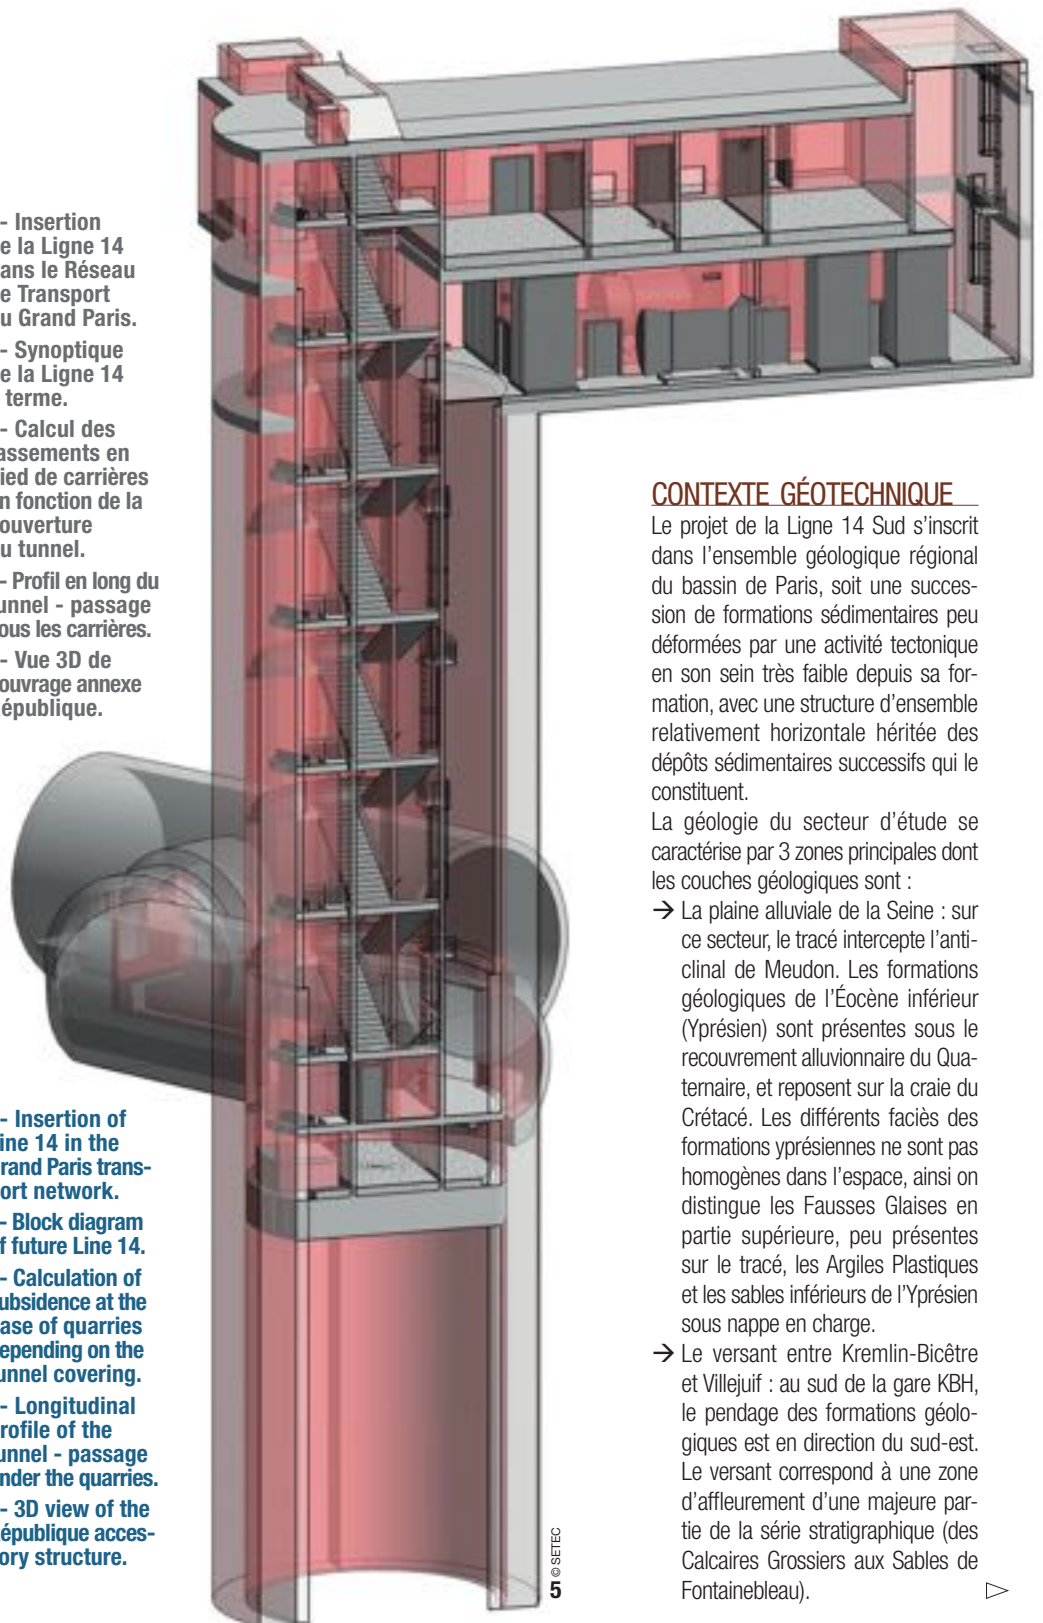 - Insertion
e la Ligne 14
ans le Réseau
e Transport
u Grand Paris.
- Synoptique
e la Ligne 14
terme.
- Calcul des
assements en
ied de carrières
n fonction de la
ouverture
u tunnel.
- Profil en long du
unnel - passage
ous les carrières.
- Vue 3D de
ouvrage annexe
épublique.
- Insertion of
ine 14 in the
rand Paris trans-
ort network.
- Block diagram
f future Line 14.
- Calculation of
ubsidence at the
ase of quarries
epending on the
unnel covering.
- Longitudinal
rofile of the
unnel - passage
nder the quarries.
- 3D view of the
épublique acces-
ory structure.
© SETEC
5
CONTEXTE GÉOTECHNIQUE
Le projet de la Ligne 14 Sud s’inscrit
dans l’ensemble géologique régional
du bassin de Paris, soit une succes-
sion de formations sédimentaires peu
déformées par une activité tectonique
en son sein très faible depuis sa for-
mation, avec une structure d’ensemble
relativement horizontale héritée des
dépôts sédimentaires successifs qui le
constituent.
La géologie du secteur d’étude se
caractérise par 3 zones principales dont
les couches géologiques sont :
→ La plaine alluviale de la Seine : sur
ce secteur, le tracé intercepte l’anti-
clinal de Meudon. Les formations
géologiques de l’Éocène inférieur
(Yprésien) sont présentes sous le
recouvrement alluvionnaire du Qua-
ternaire, et reposent sur la craie du
Crétacé. Les différents faciès des
formations yprésiennes ne sont pas
homogènes dans l’espace, ainsi on
distingue les Fausses Glaises en
partie supérieure, peu présentes
sur le tracé, les Argiles Plastiques
et les sables inférieurs de l’Yprésien
sous nappe en charge.
→ Le versant entre Kremlin-Bicêtre
et Villejuif : au sud de la gare KBH,
le pendage des formations géolo-
giques est en direction du sud-est.
Le versant correspond à une zone
d’affleurement d’une majeure par-
tie de la série stratigraphique (des
Calcaires Grossiers aux Sables de
Fontainebleau).